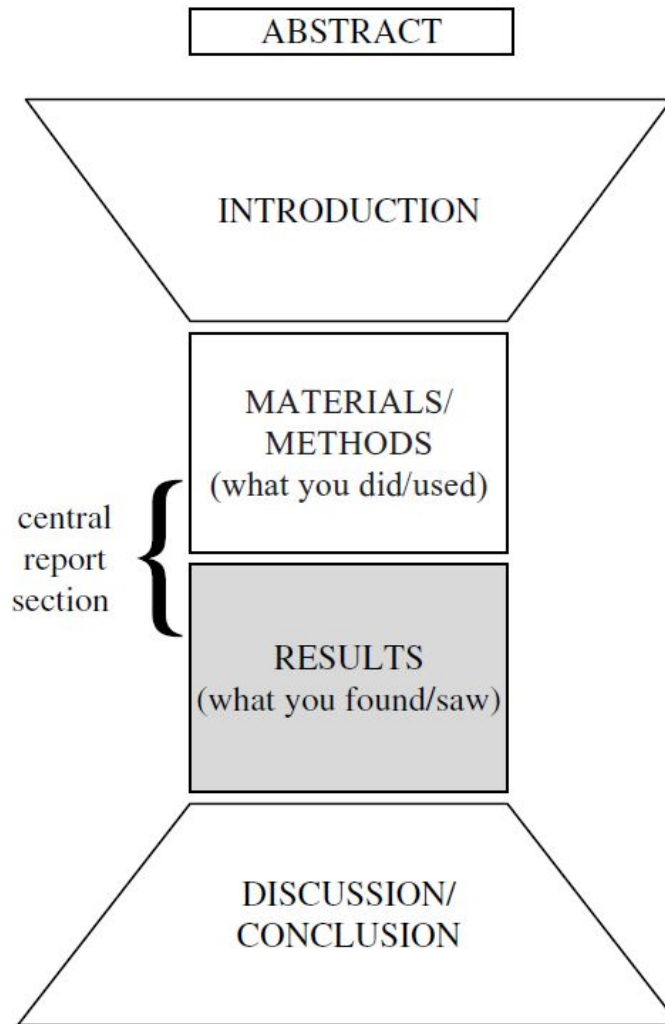 ABSTRACT
INTRODUCTION
MATERIALS/
METHODS
(what you did/used)
central
report
section
RESULTS
(what you found/saw)
DISCUSSION/
CONCLUSION